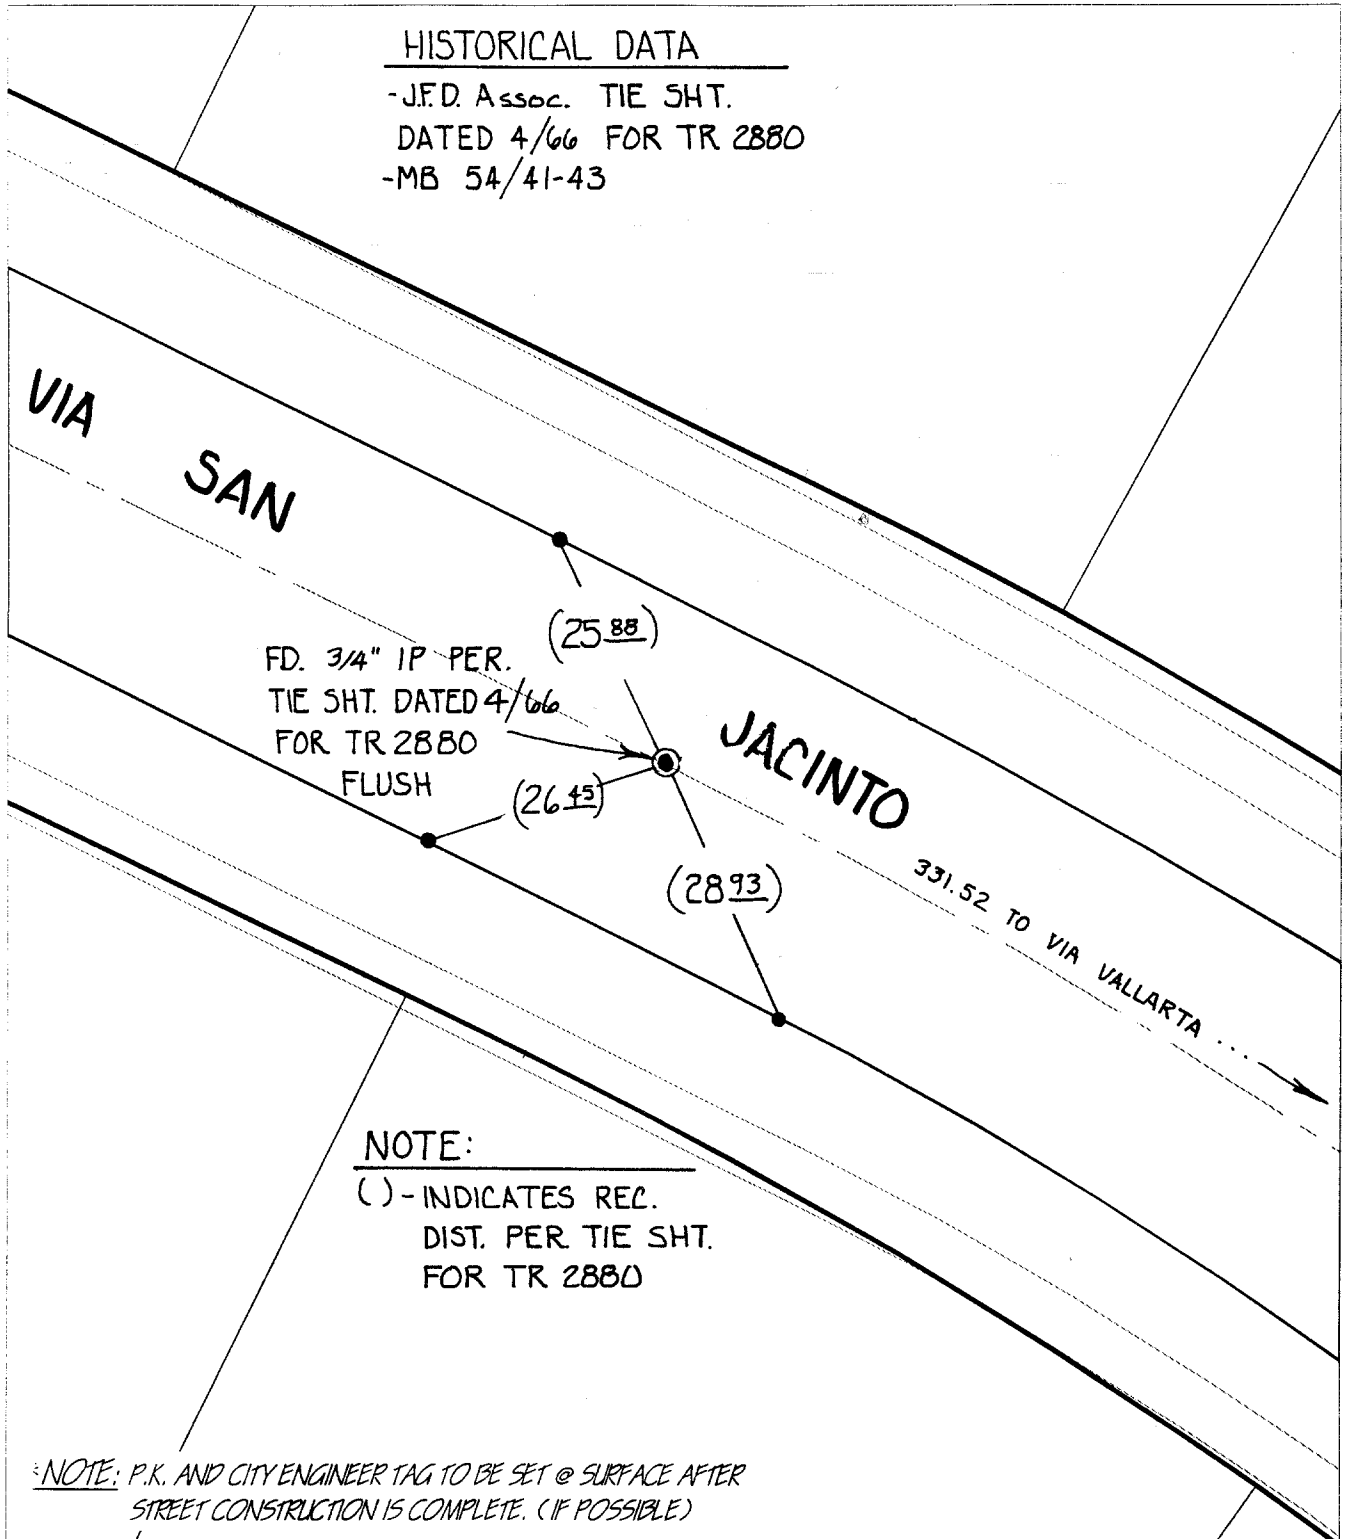 HISTORICAL DATA
-J.F.D. Assoc. TIE SHT.
DATED 4/66 FOR TR 2880
-MB 54/41-43
VIA SAN JACINTO
(25 88)
FD. 3/4" IP PER.
TIE SHT. DATED 4/66
FOR TR 2880
FLUSH
(26 45)
(28 93)
331.52 TO VIA VALLARTA ...
NOTE:
( ) - INDICATES REC.
DIST. PER TIE SHT.
FOR TR 2880
NOTE: P.K. AND CITY ENGINEER TAG TO BE SET @ SURFACE AFTER
STREET CONSTRUCTION IS COMPLETE. (IF POSSIBLE)